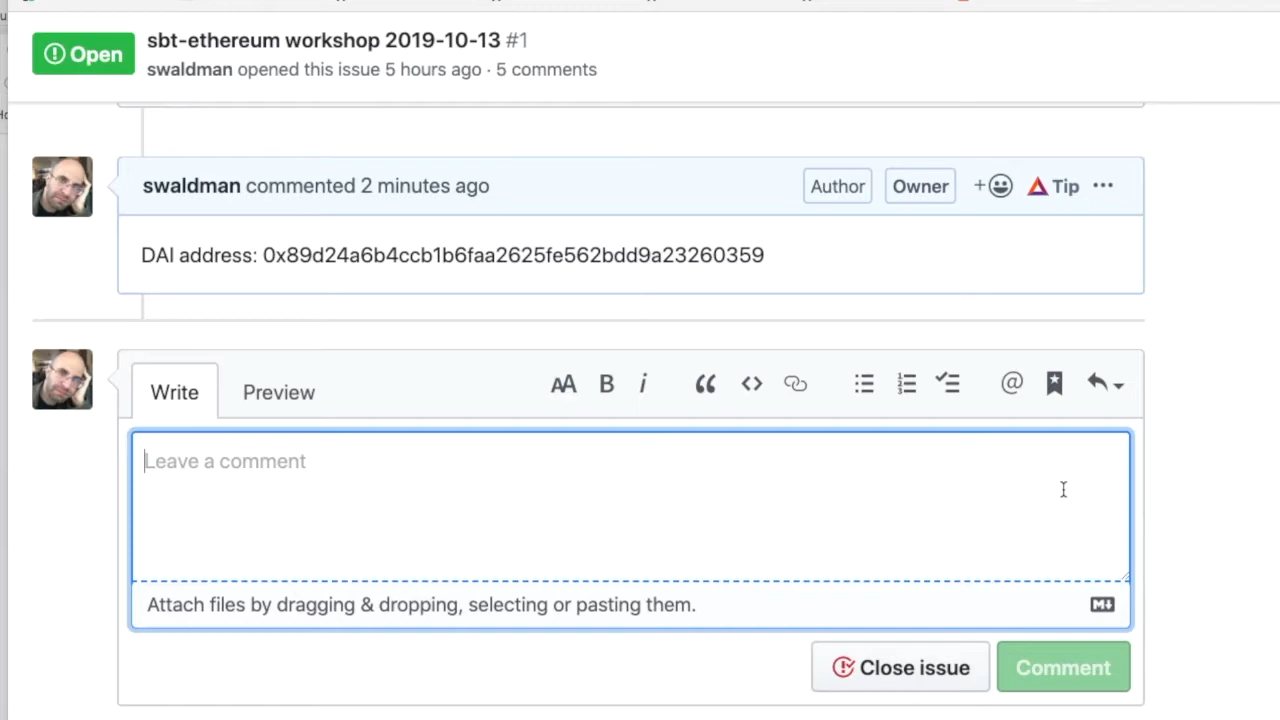 Open
sbt-ethereum workshop 2019-10-13 #1
swaldman opened this issue 5 hours ago · 5 comments
swaldman commented 2 minutes ago
Author
Owner
Tip
DAI address: 0x89d24a6b4ccb1b6faa2625fe562bdd9a23260359
Write
Preview
AA B i
Leave a comment
Attach files by dragging & dropping, selecting or pasting them.
Close issue
Comment